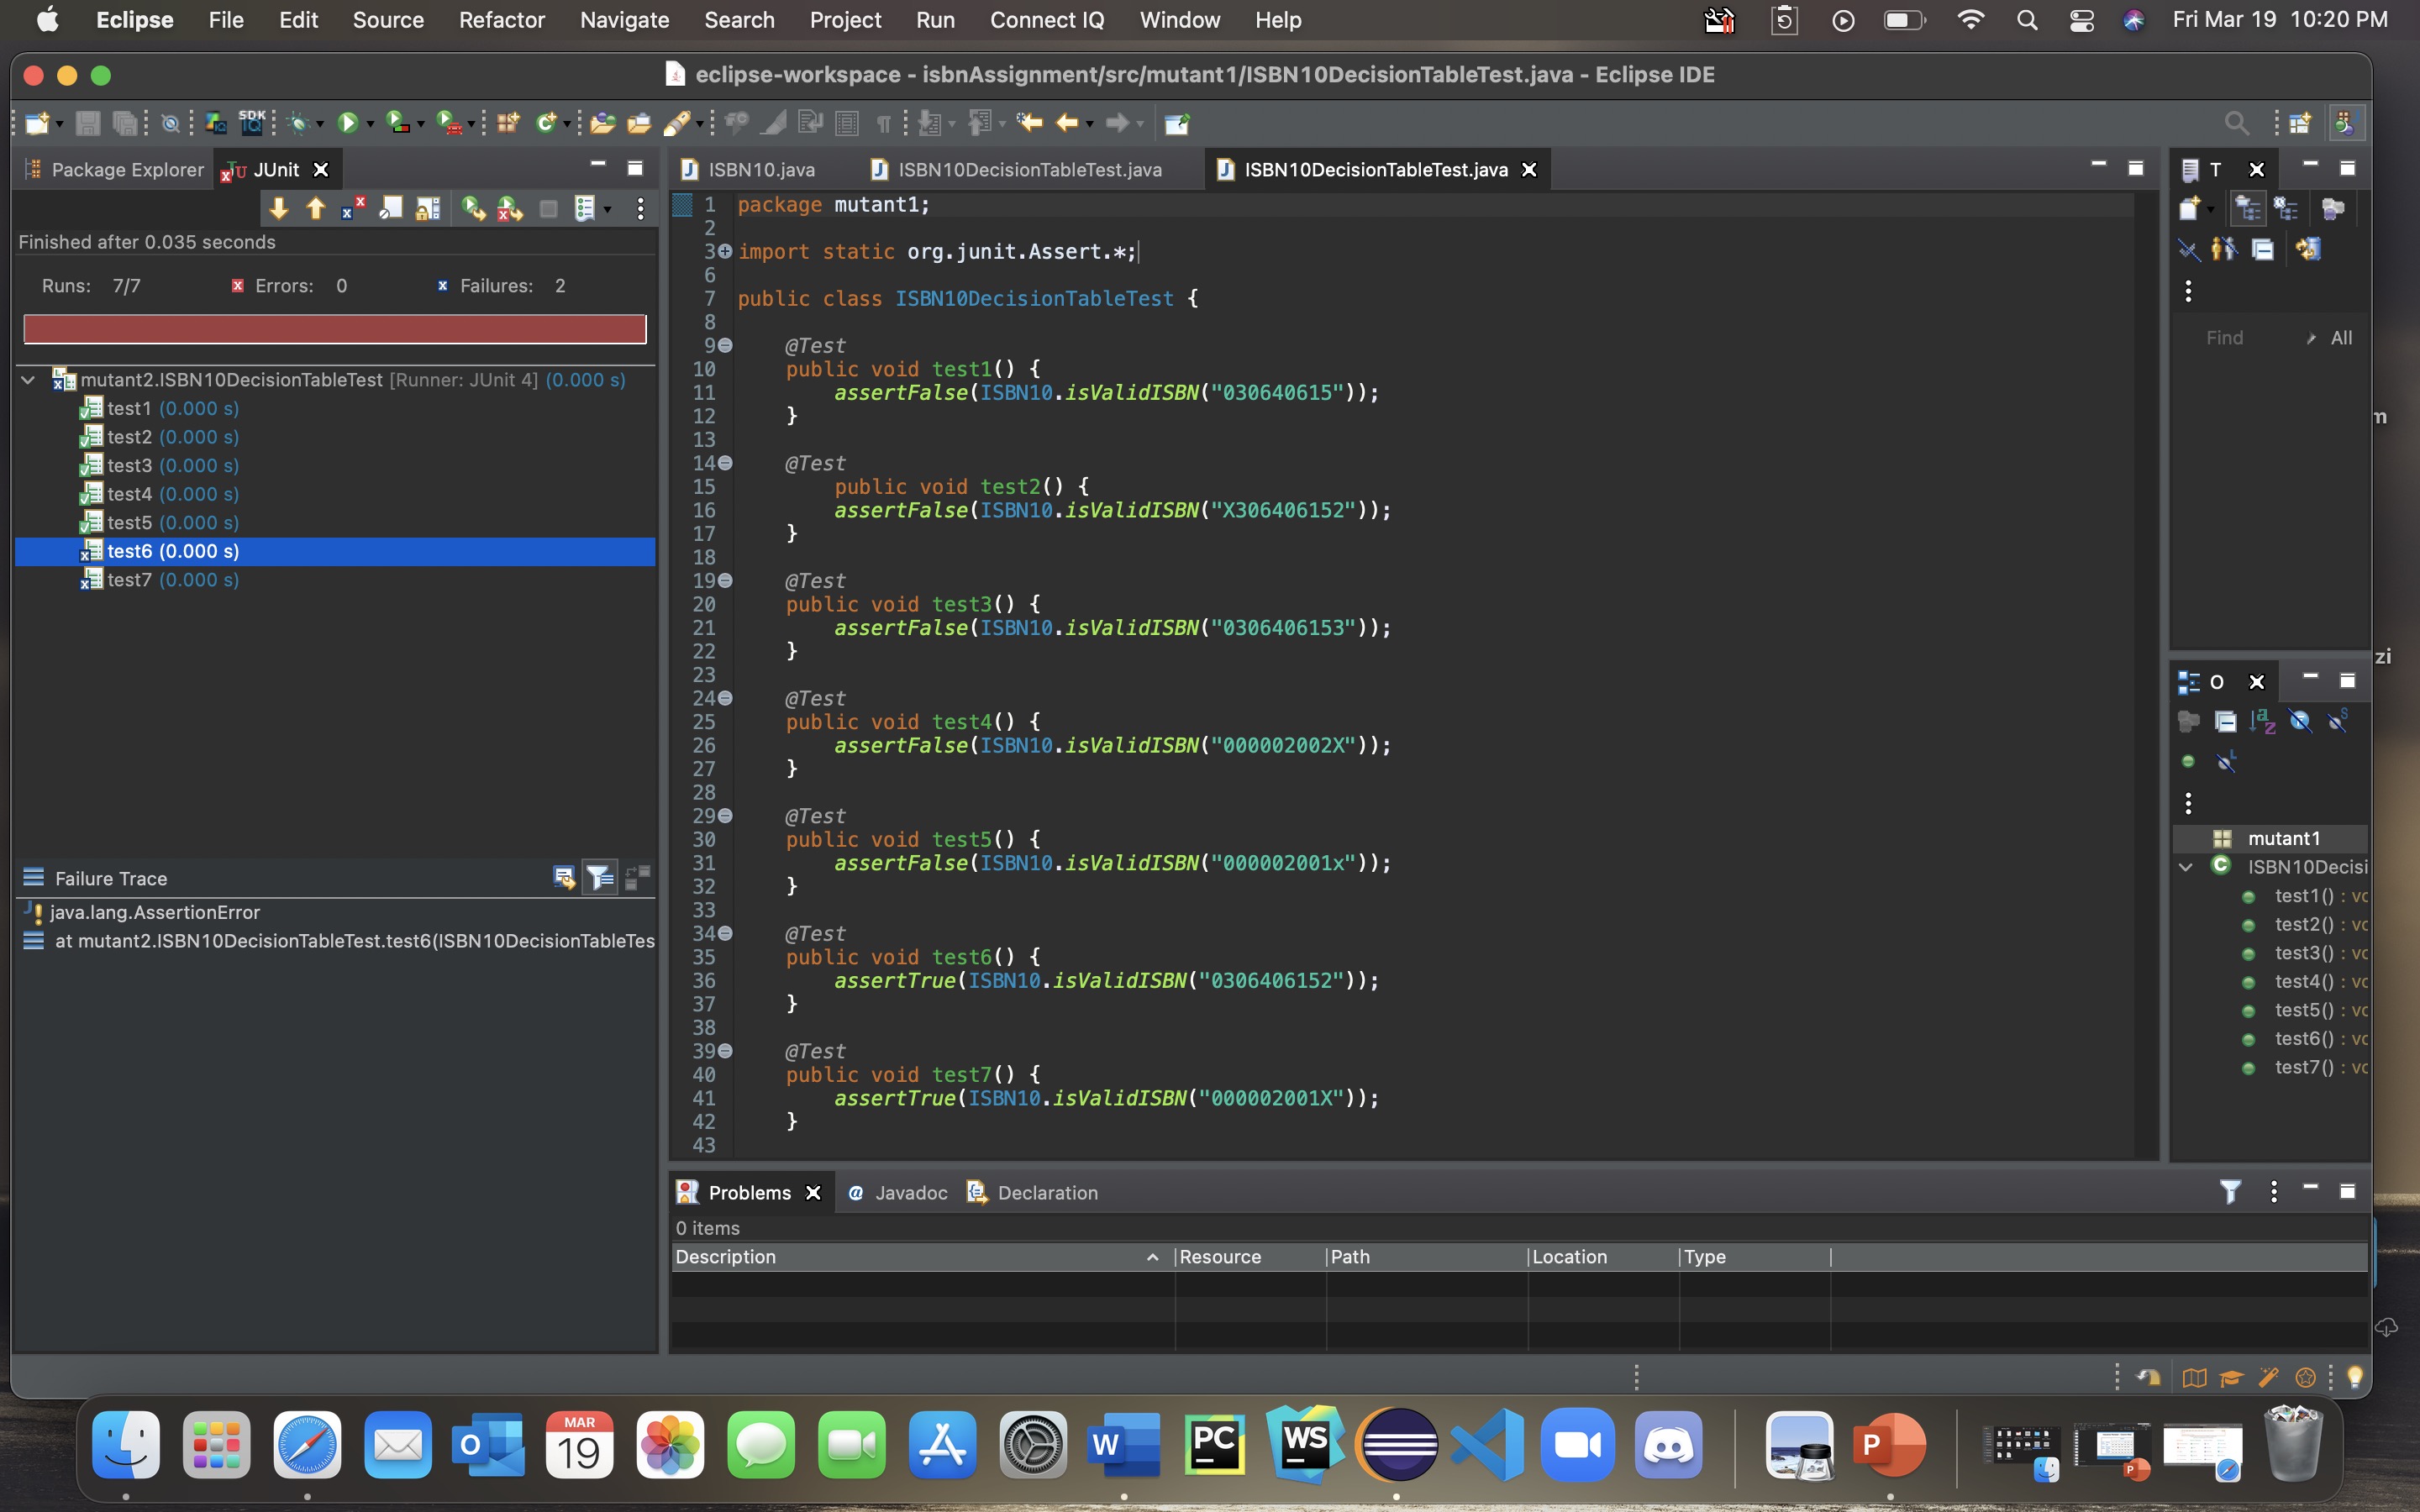 Eclipse File Edit Source Refactor Navigate Search Project Run Connect IQ Window Help Fri Mar 19 10:20 PM
eclipse-workspace - isbnAssignment/src/mutant1/ISBN10DecisionTableTest.java - Eclipse IDE
SDK
Package Explorer JUnit
Finished after 0.035 seconds
Runs: 7/7 Errors: 0 Failures: 2
mutant2.ISBN10DecisionTableTest [Runner: JUnit 4] (0.000 s)
test1 (0.000 s)
test2 (0.000 s)
test3 (0.000 s)
test4 (0.000 s)
test5 (0.000 s)
test6 (0.000 s)
test7 (0.000 s)
Failure Trace
java.lang.AssertionError
at mutant2.ISBN10DecisionTableTest.test6(ISBN10DecisionTableTes
ISBN10.java ISBN10DecisionTableTest.java ISBN10DecisionTableTest.java
1 package mutant1;
2
3 import static org.junit.Assert.*;
6
7 public class ISBN10DecisionTableTest {
8
9 @Test
10 public void test1() {
11 assertFalse(ISBN10.isValidISBN("030640615"));
12 }
13
14 @Test
15 public void test2() {
16 assertFalse(ISBN10.isValidISBN("X306406152"));
17 }
18
19 @Test
20 public void test3() {
21 assertFalse(ISBN10.isValidISBN("0306406153"));
22 }
23
24 @Test
25 public void test4() {
26 assertFalse(ISBN10.isValidISBN("000002002X"));
27 }
28
29 @Test
30 public void test5() {
31 assertFalse(ISBN10.isValidISBN("000002001x"));
32 }
33
34 @Test
35 public void test6() {
36 assertTrue(ISBN10.isValidISBN("0306406152"));
37 }
38
39 @Test
40 public void test7() {
41 assertTrue(ISBN10.isValidISBN("000002001X"));
42 }
43
T
Find All
O
mutant1
ISBN10Decisi
test1() : vo
test2() : vo
test3() : vo
test4() : vo
test5() : vo
test6() : vo
test7() : vo
m
zi
Problems @ Javadoc Declaration
0 items
Description Resource Path Location Type
MAR
19
O
W
PC
WS
P